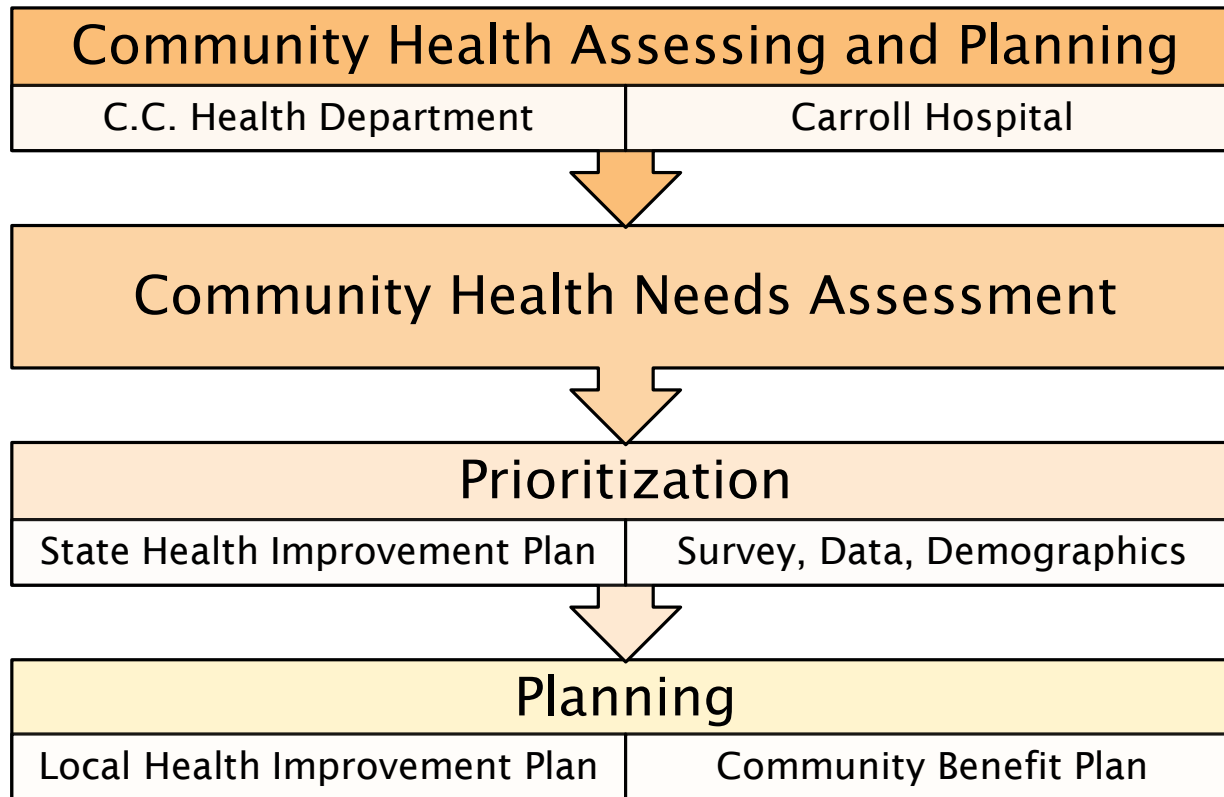 Community Health Assessing and Planning
C.C. Health Department
Carroll Hospital
Community Health Needs Assessment
Prioritization
State Health Improvement Plan
Survey, Data, Demographics
Planning
Local Health Improvement Plan
Community Benefit Plan